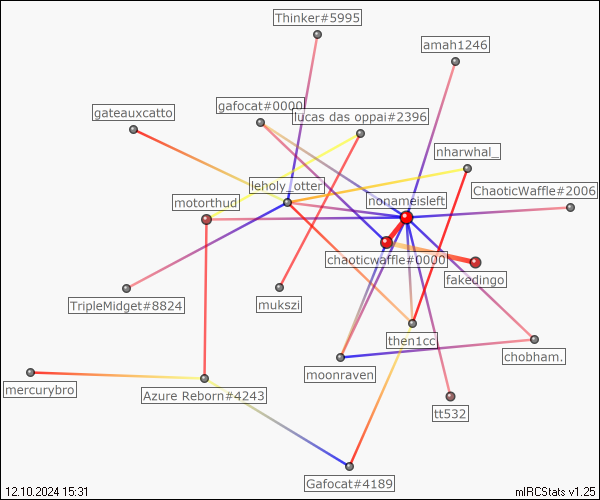 Thinker#5995
amah1246
gafocat#0000
gateauxcatto
lucas das oppai#2396
nharwhal_
leholy_otter
ChaoticWaffle#2006
motorthud
nonameisleft
chaoticwaffle#0000
fakedingo
TripleMidget#8824
mukszi
then1cc
chobham.
moonraven
mercurybro
Azure Reborn#4243
tt532
Gafocat#4189
12.10.2024 15:31
mIRCStats v1.25